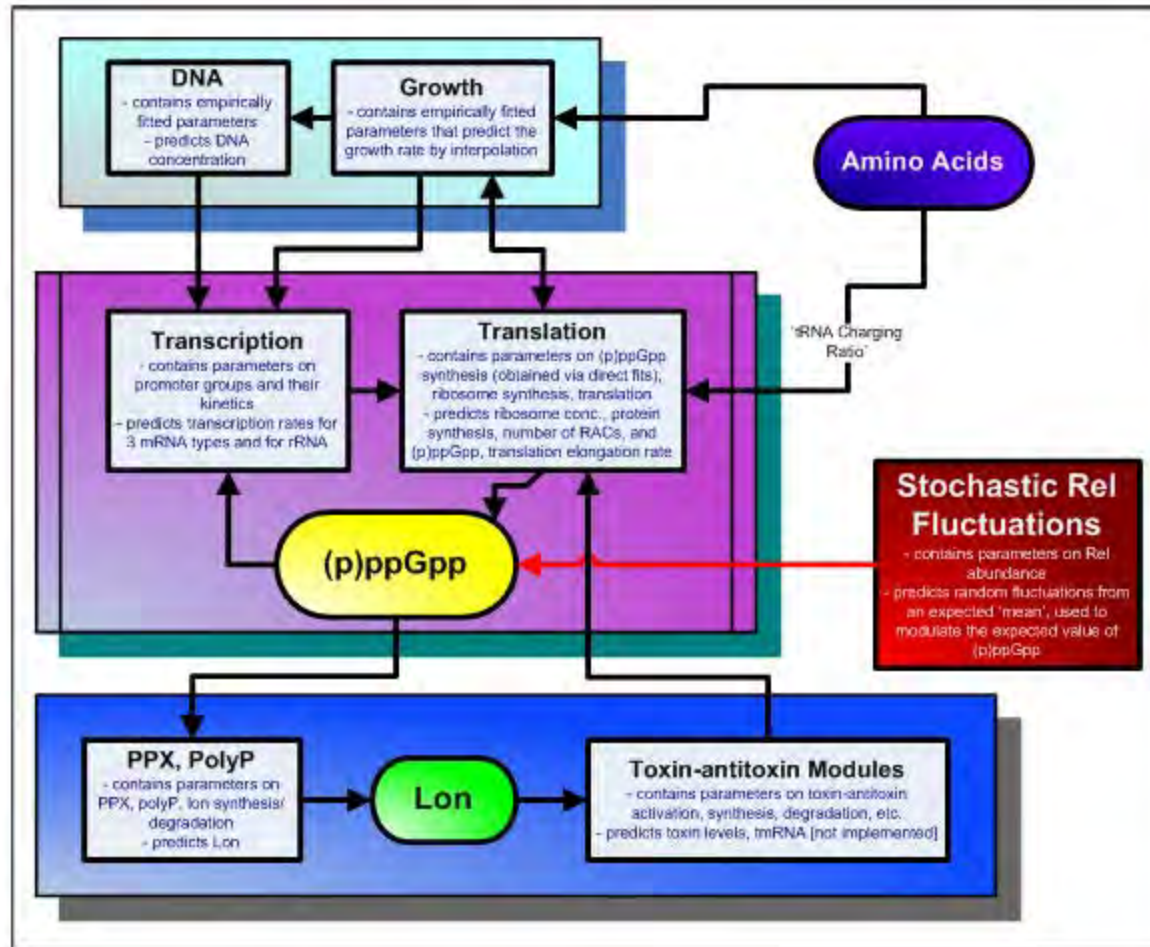 DNA
- contains empirically
fitted parameters
- predicts DNA
concentration
Growth
- contains empirically fitted
parameters that predict the
growth rate by interpolation
Amino Acids
Transcription
- contains parameters on
promoter groups and their
kinetics
- predicts transcription rates for
3 mRNA types and for rRNA
Translation
- contains parameters on (p)ppGpp
synthesis (obtained via direct fits),
ribosome synthesis, translation
- predicts ribosome conc., protein
synthesis, number of RACs, and
(p)ppGpp, translation elongation rate
'tRNA Charging
Ratio'
(p)ppGpp
Stochastic Rel
Fluctuations
- contains parameters on Rel
abundance
- predicts random fluctuations from
an expected 'mean', used to
modulate the expected value of
(p)ppGpp
PPX, PolyP
- contains parameters on
PPX, polyP, lon synthesis/
degradation
- predicts Lon
Lon
Toxin-antitoxin Modules
- contains parameters on toxin-antitoxin
activation, synthesis, degradation, etc.
- predicts toxin levels, tmRNA [not implemented]